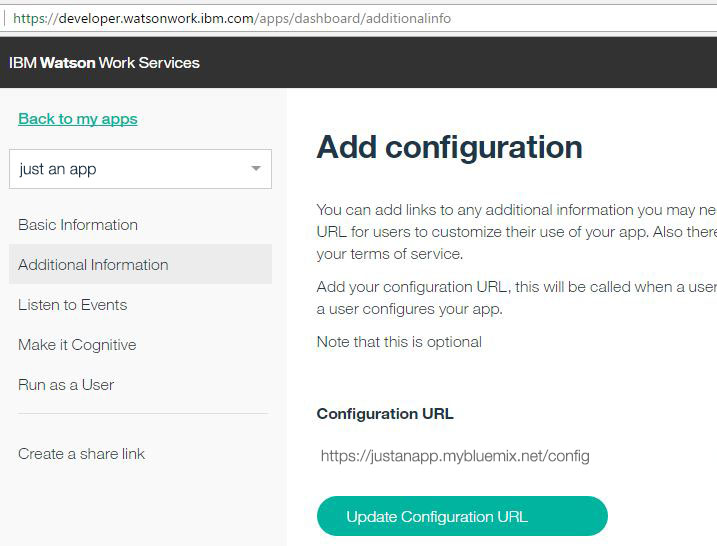 https://developer.watsonwork.ibm.com/apps/dashboard/additionalinfo
IBM Watson Work Services
Back to my apps
just an app
Basic Information
Additional Information
Listen to Events
Make it Cognitive
Run as a User
Create a share link
Add configuration
You can add links to any additional information you may
URL for users to customize their use of your app. Also there
your terms of service.
Add your configuration URL, this will be called when a user
a user configures your app.
Note that this is optional
Configuration URL
https://justanapp.mybluemix.net/config
Update Configuration URL